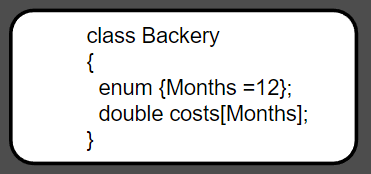 class Backery
{
enum {Months =12};
double costs[Months];
}